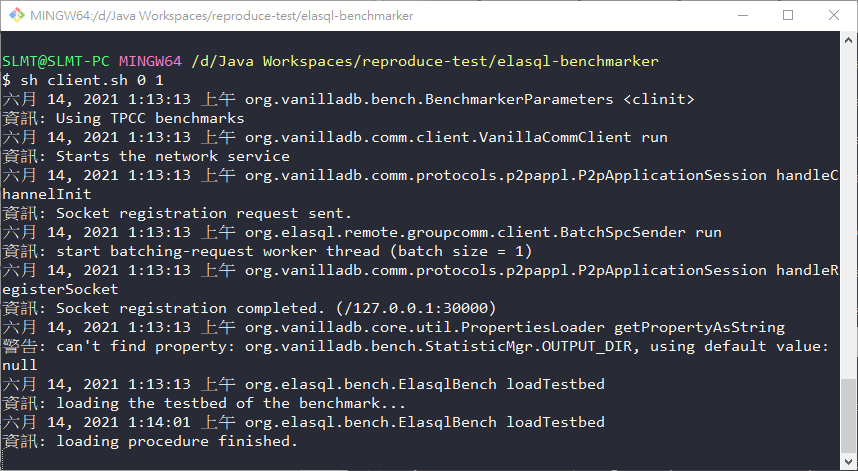 MINGW64:/d/Java Workspaces/reproduce-test/elasql-benchmarker
SLMT@SLMT-PC MINGW64 /d/Java Workspaces/reproduce-test/elasql-benchmarker
$ sh client.sh 0 1
六月 14, 2021 1:13:13 上午 org.vanilladb.bench.BenchmarkerParameters <clinit>
資訊: Using TPCC benchmarks
六月 14, 2021 1:13:13 上午 org.vanilladb.comm.client.VanillaCommClient run
資訊: Starts the network service
六月 14, 2021 1:13:13 上午 org.vanilladb.comm.protocols.p2pappl.P2pApplicationSession handleC
hannelInit
資訊: Socket registration request sent.
六月 14, 2021 1:13:13 上午 org.elasql.remote.groupcomm.client.BatchSpcSender run
資訊: start batching-request worker thread (batch size = 1)
六月 14, 2021 1:13:13 上午 org.vanilladb.comm.protocols.p2pappl.P2pApplicationSession handleR
egisterSocket
資訊: Socket registration completed. (/127.0.0.1:30000)
六月 14, 2021 1:13:13 上午 org.vanilladb.core.util.PropertiesLoader getPropertyAsString
警告: can't find property: org.vanilladb.bench.StatisticMgr.OUTPUT_DIR, using default value:
null
六月 14, 2021 1:13:13 上午 org.elasql.bench.ElasqlBench loadTestbed
資訊: loading the testbed of the benchmark...
六月 14, 2021 1:14:01 上午 org.elasql.bench.ElasqlBench loadTestbed
資訊: loading procedure finished.